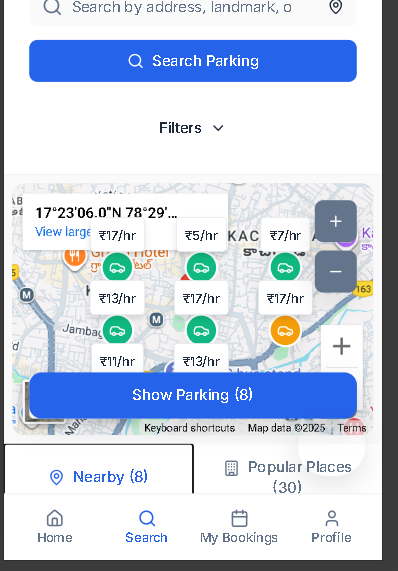 Search by address, landmark, o
Search Parking
Filters
17°23'06.0"N 78°29'...
View large
₹17/hr
₹5/hr
₹7/hr
Hotel
KAC
₹13/hr
₹17/hr
₹17/hr
163
M
M
Jambag
₹11/hr
₹13/hr
Show Parking (8)
Keyboard shortcuts
Map data ©2025
Terms
Nearby (8)
Popular Places
(30)
Home
Search
My Bookings
Profile